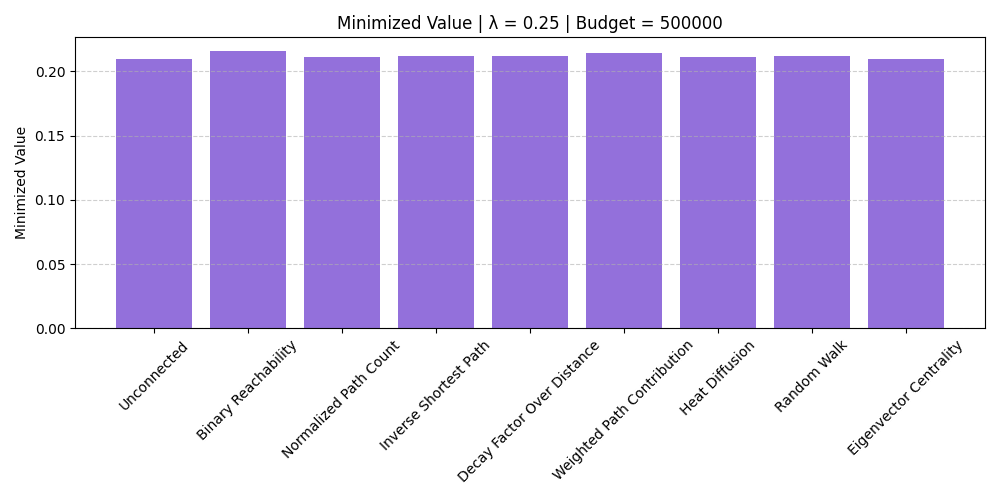 Minimized Value | λ = 0.25 | Budget = 500000
Minimized Value
0.20
0.15
0.10
0.05
0.00
Unconnected
Binary Reachability
Normalized Path Count
Inverse Shortest Path
Decay Factor Over Distance
Weighted Path Contribution
Heat Diffusion
Random Walk
Eigenvector Centrality